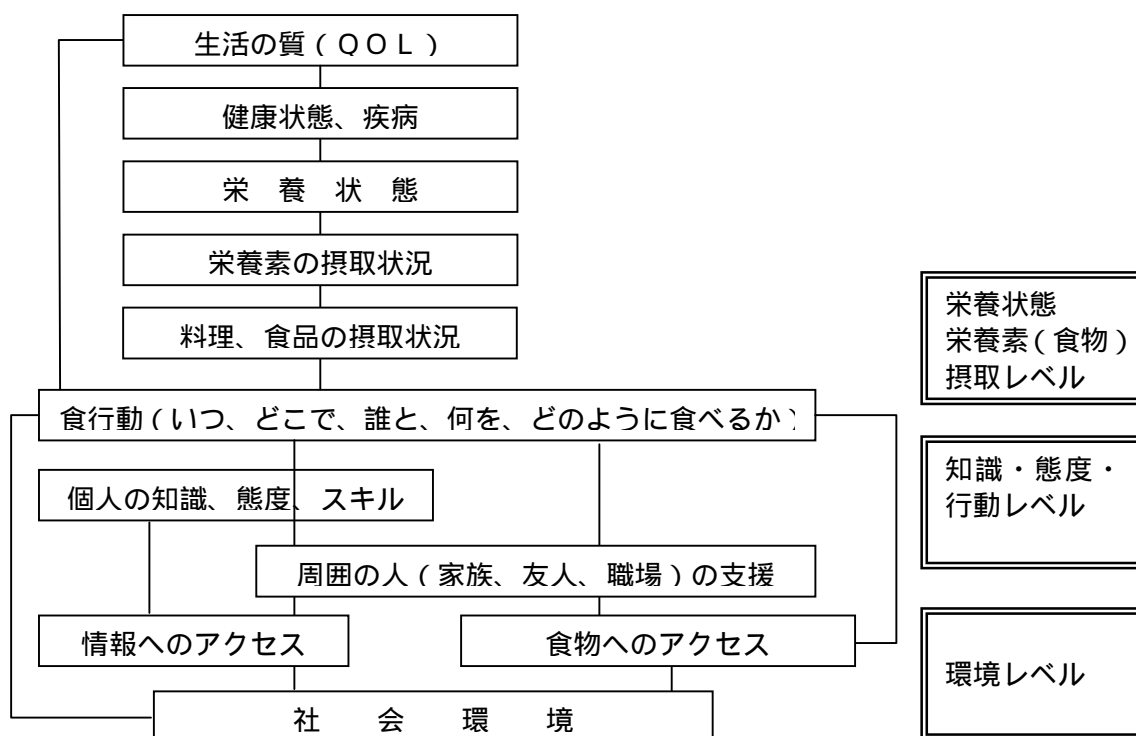 生活の質(QOL)
健康状態、疾病
栄 養 状 態
栄養素の摂取状況
料理、食品の摂取状況
食行動(いつ、どこで、誰と、何を、どのように食べるか)
個人の知識、態度、スキル
周囲の人(家族、友人、職場)の支援
情報へのアクセス
食物へのアクセス
社 会 環 境
栄養状態
栄養素(食物)
摂取レベル
知識・態度・
行動レベル
環境レベル